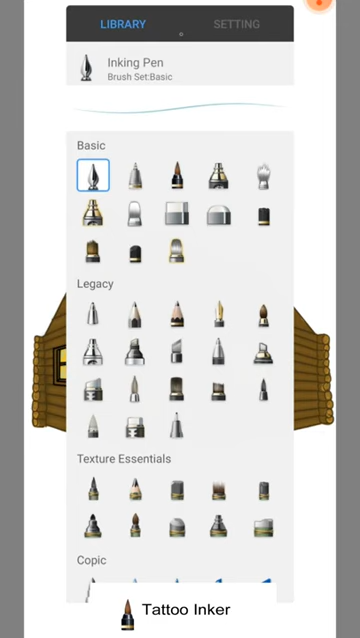 LIBRARY
SETTING
Inking Pen
Brush Set:Basic
Basic
Legacy
Texture Essentials
Copic
Tattoo Inker